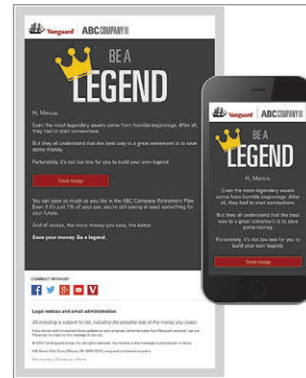 Vanguard ABCCOMPANY
BE A
LEGEND
Hi, Marcus.
Even the most legendary savers come from humble beginnings. After all,
they had to start somewhere.
But they all understand that the best way to a great retirement is to save
some money.
Fortunately, it's not too late for you to build your own legend.
Save today
You can save as much as you like in the ABC Company Retirement Plan.
Even if it's just 1% of your pay, you're still saving at least something for
your future.
And of course, the more money you save, the better.
Save your money. Be a legend.
CONNECT WITH US
Legal notices and email administration
All investing is subject to risk, including the possible loss of the money you invest.
Vanguard ABCCOMPANY
BE A
LEGEND
Hi, Marcus.
Even the most legendary savers
come from humble beginnings. After
all, they had to start somewhere.
But they all understand that the best
way to a great retirement is to save
some money.
Fortunately, it's not too late for you to
build your own legend.
Save today